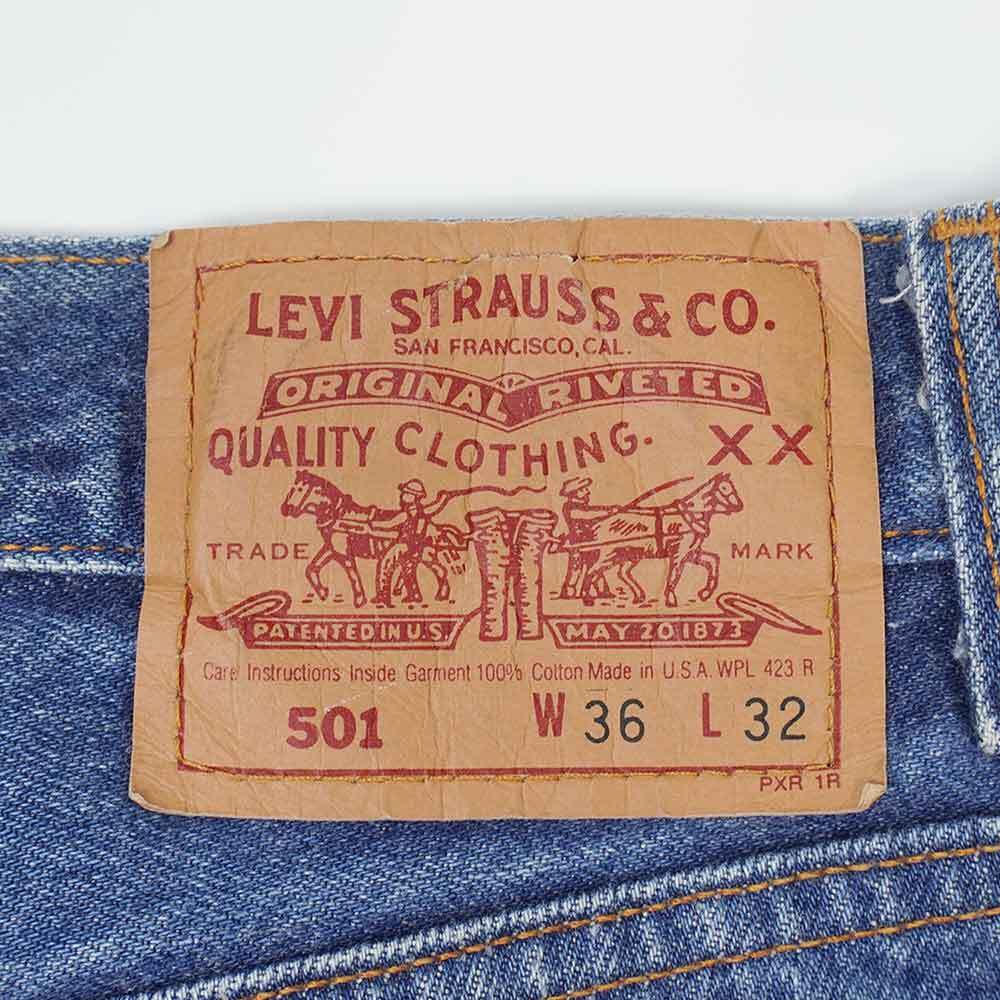 LEVI STRAUSS & CO.
SAN FRANCISCO, CAL.
ORIGINAL RIVETED
QUALITY CLOTHING. XX
TRADE MARK
PATENTED IN U.S. MAY 20 1873
Care Instructions Inside Garment 100% Cotton Made in U.S.A. WPL 423 R
501 W 36 L 32
PXR 1R